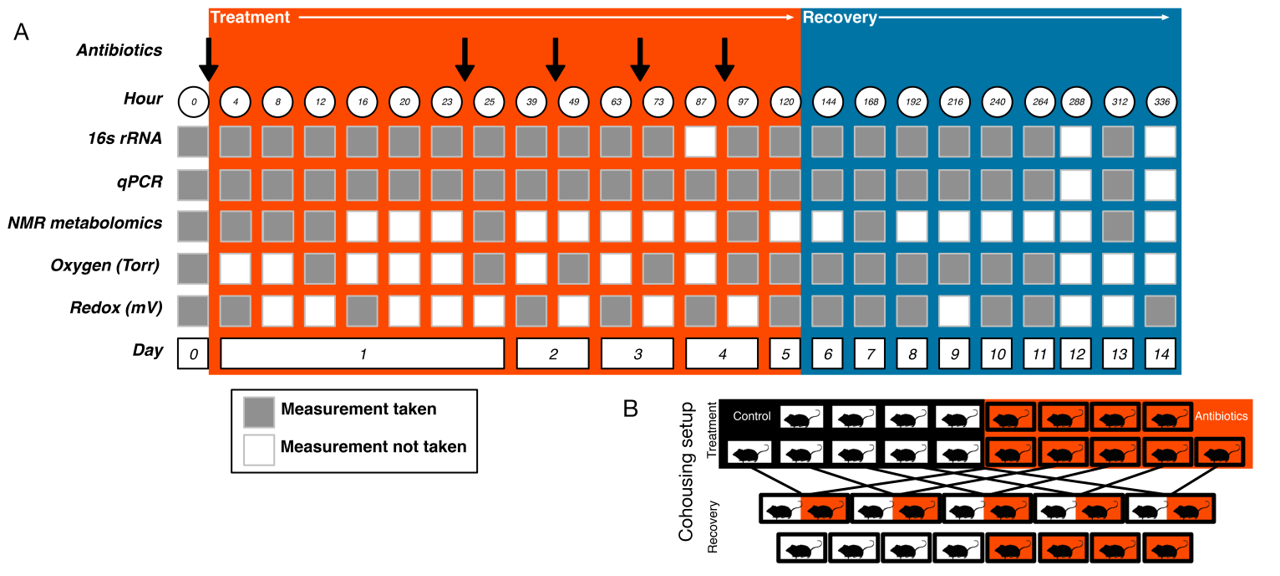 A
Treatment
Recovery
Antibiotics
Hour 0 4 8 12 16 20 23 25 39 49 63 73 87 97 120 144 168 192 216 240 264 288 312 336
16s rRNA
qPCR
NMR metabolomics
Oxygen (Torr)
Redox (mV)
Day 0 1 2 3 4 5 6 7 8 9 10 11 12 13 14
Measurement taken
Measurement not taken
B
Cohousing setup
Treatment
Control
Antibiotics
Recovery